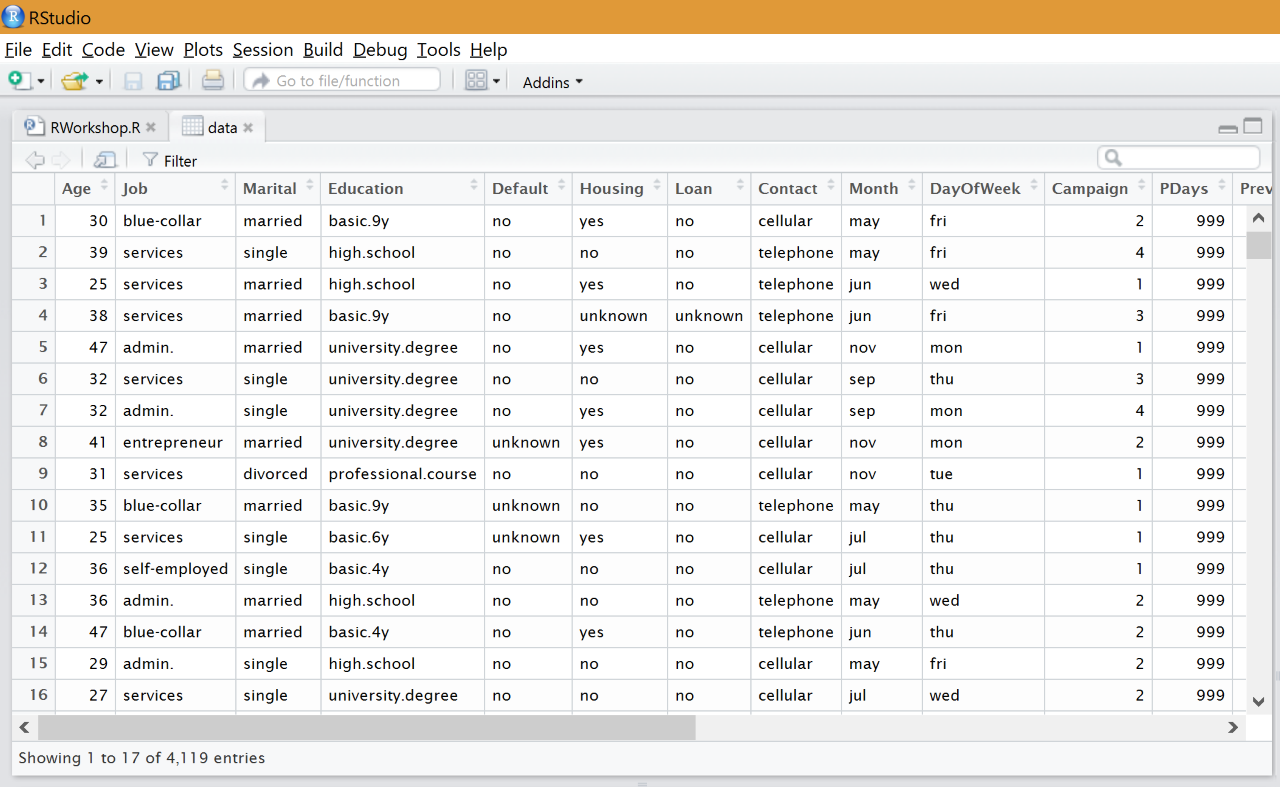 RStudio
File Edit Code View Plots Session Build Debug Tools Help
Go to file/function Addins
RWorkshop.R data
Filter
Age Job Marital Education Default Housing Loan Contact Month DayOfWeek Campaign PDays Prev
1 30 blue-collar married basic.9y no yes no cellular may fri 2 999
2 39 services single high.school no no no telephone may fri 4 999
3 25 services married high.school no yes no telephone jun wed 1 999
4 38 services married basic.9y no unknown unknown telephone jun fri 3 999
5 47 admin. married university.degree no yes no cellular nov mon 1 999
6 32 services single university.degree no no no cellular sep thu 3 999
7 32 admin. single university.degree no yes no cellular sep mon 4 999
8 41 entrepreneur married university.degree unknown yes no cellular nov mon 2 999
9 31 services divorced professional.course no no no cellular nov tue 1 999
10 35 blue-collar married basic.9y unknown no no telephone may thu 1 999
11 25 services single basic.6y unknown yes no cellular jul thu 1 999
12 36 self-employed single basic.4y no no no cellular jul thu 1 999
13 36 admin. married high.school no no no telephone may wed 2 999
14 47 blue-collar married basic.4y no yes no telephone jun thu 2 999
15 29 admin. single high.school no no no cellular may fri 2 999
16 27 services single university.degree no no no cellular jul wed 2 999
Showing 1 to 17 of 4,119 entries